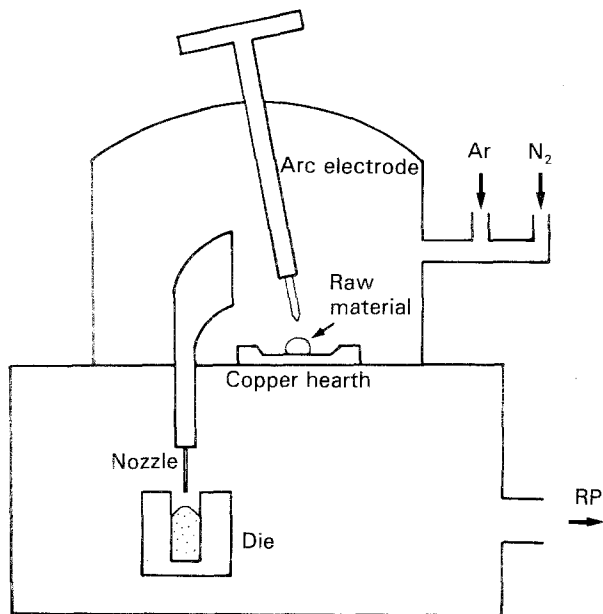 Ar
N₂
Arc electrode
Raw
material
Copper hearth
Nozzle
RP
Die